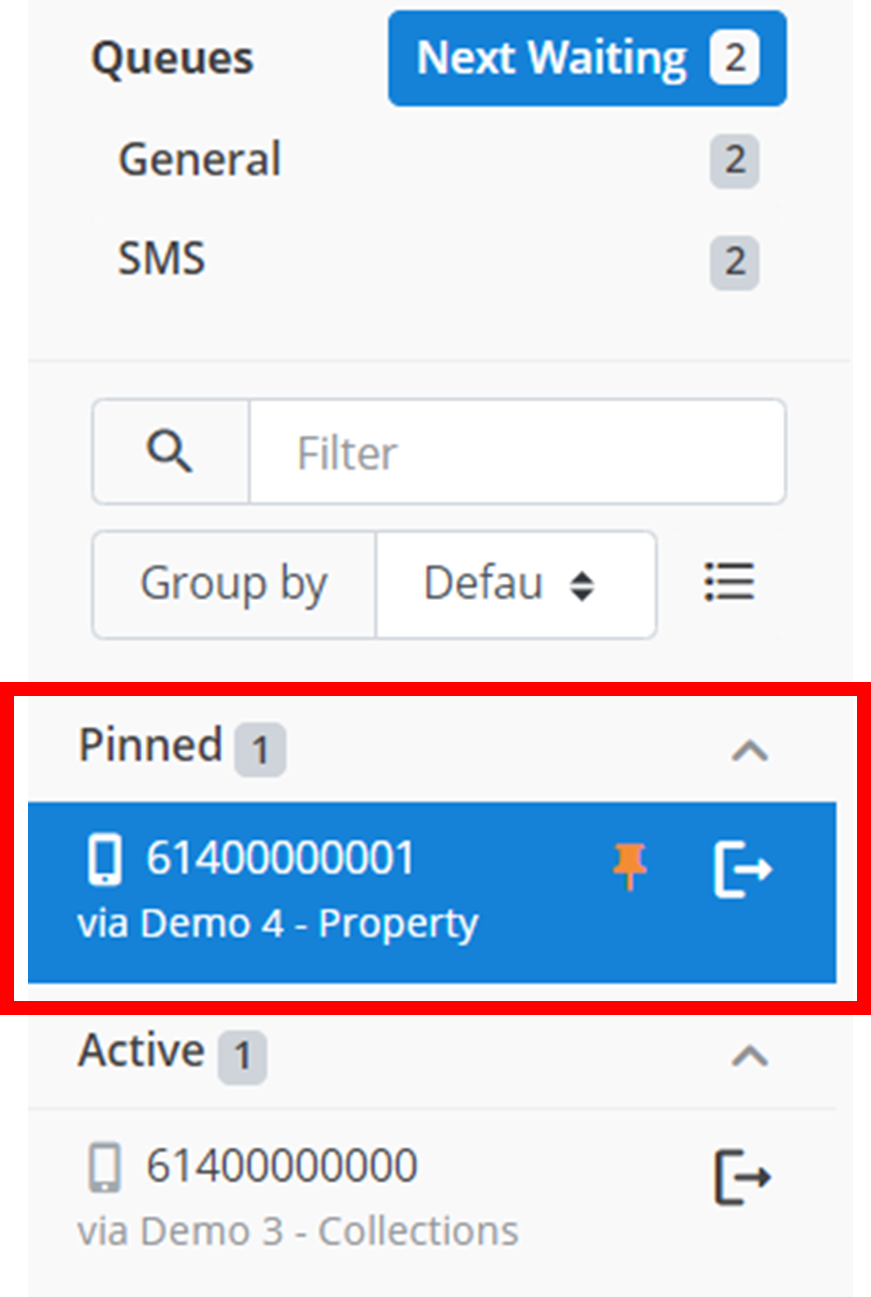 Queues
Next Waiting 2
General 2
SMS 2
Filter
Group by Defau
Pinned 1
61400000001
via Demo 4 - Property
Active 1
61400000000
via Demo 3 - Collections